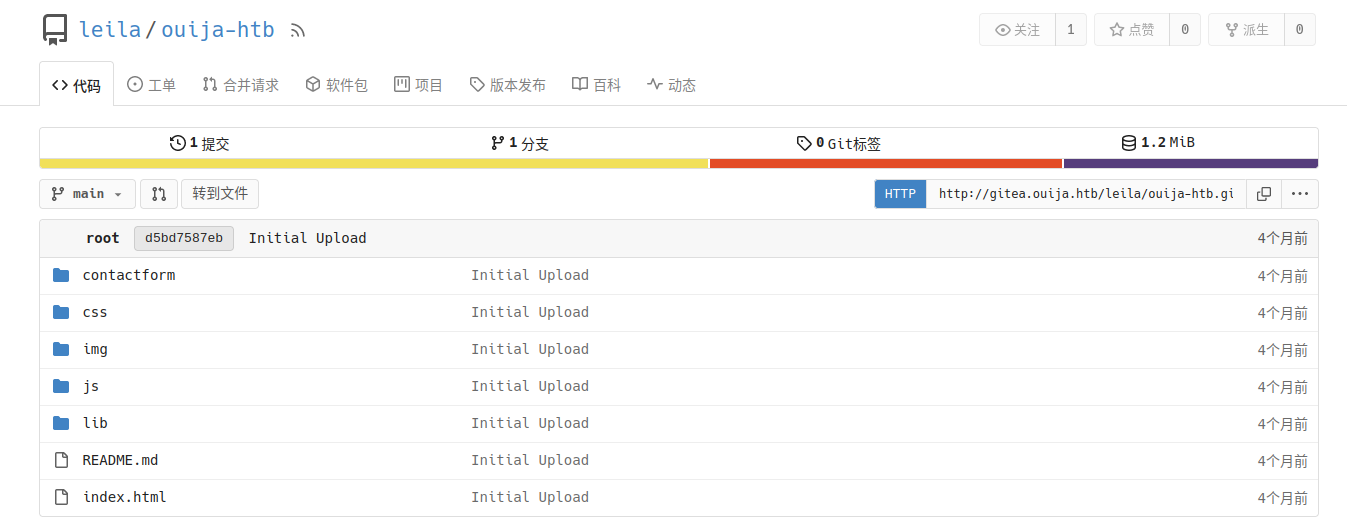 leila/ouija-htb 关注 1 点赞 0 派生 0
代码 工单 合并请求 软件包 项目 版本发布 百科 动态
1 提交 1 分支 0 Git标签 1.2 MiB
main 转到文件 HTTP http://gitea.ouija.htb/leila/ouija-htb.gi
root d5bd7587eb Initial Upload 4个月前
contactform Initial Upload 4个月前
css Initial Upload 4个月前
img Initial Upload 4个月前
js Initial Upload 4个月前
lib Initial Upload 4个月前
README.md Initial Upload 4个月前
index.html Initial Upload 4个月前